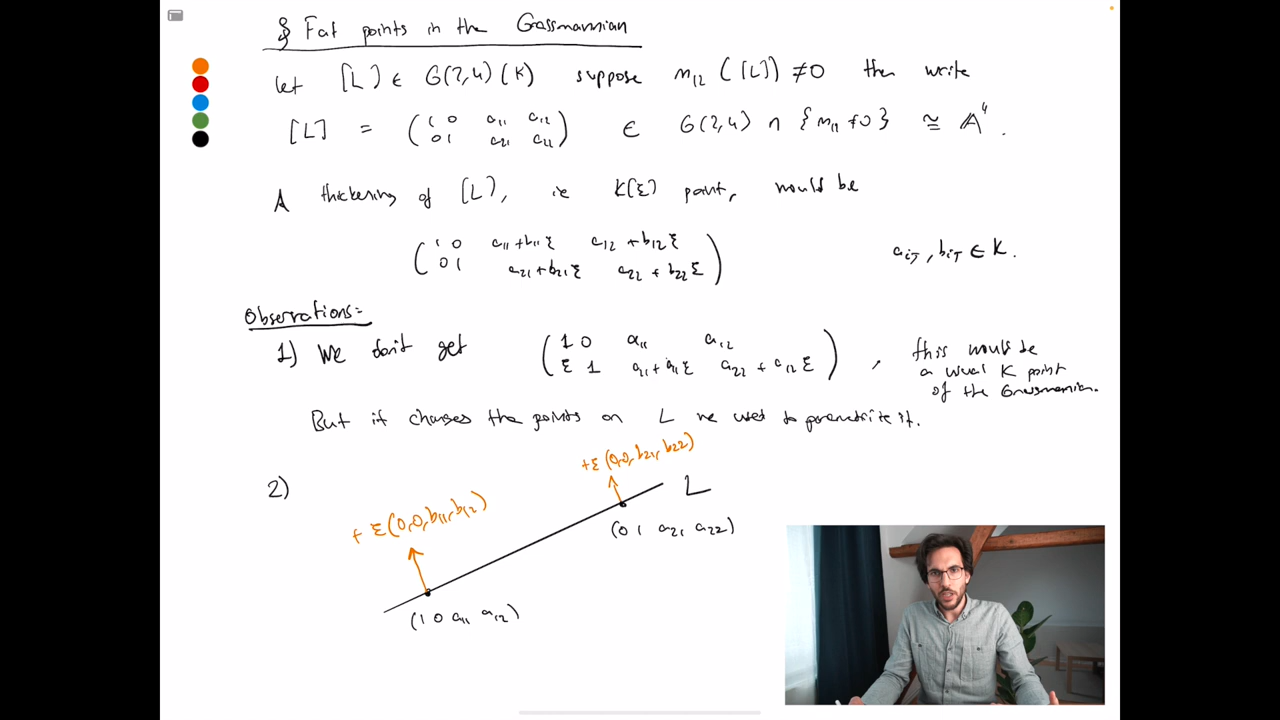 § Fat points in the Grassmannian
Let [L] ∈ G(2,4)(K) suppose m12([L]) ≠ 0 then write
[L] = (1 0 a11 a12
0 1 a21 a22) ∈ G(2,4) ∩ {m12 ≠ 0} ≅ A⁴.
A thickening of [L], ie K[ε] point, would be
(1 0 a11+b11ε a12+b12ε
0 1 a21+b21ε a22+b22ε) aij, bij ∈ K.
Observations:
1) We don't get (1 0 a11 a12
ε 1 a21+a11ε a22+a12ε), this would be
a usual K point
of the Grassmannian.
But it changes the points on L we used to parametrize it.
+ε(0,0,b21,b22)
2) L
+ε(0,0,b11,b12)
(0 1 a21 a22)
(1 0 a11 a12)